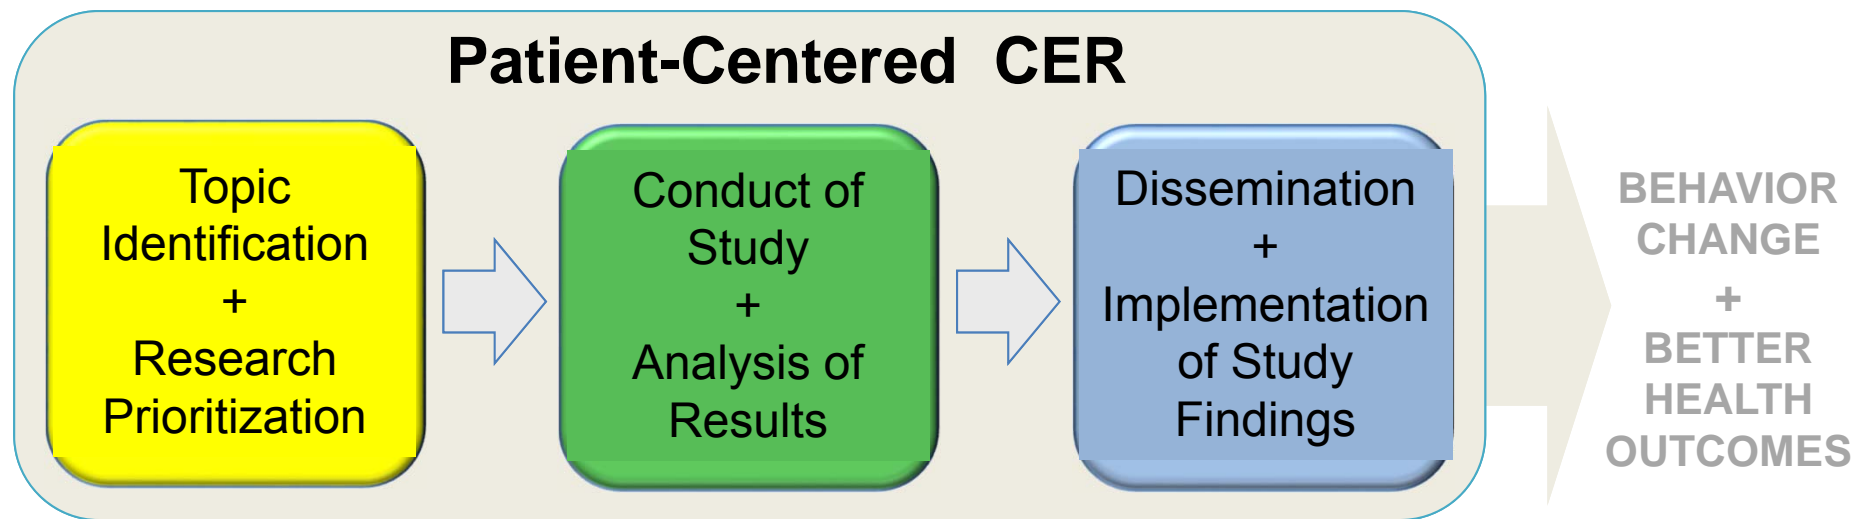 Patient-Centered CER
Topic
Identification
+
Research
Prioritization
Conduct of
Study
+
Analysis of
Results
Dissemination
+
Implementation
of Study
Findings
BEHAVIOR
CHANGE
+
BETTER
HEALTH
OUTCOMES